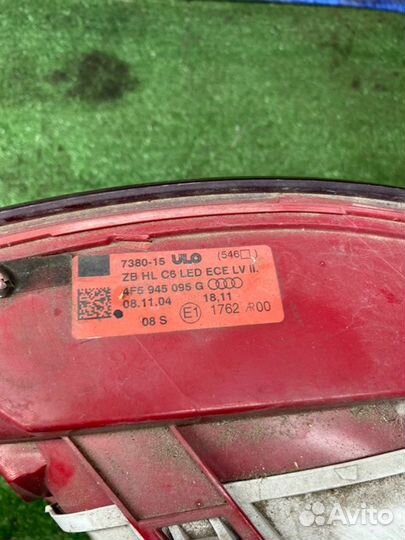 7380-15 ULO (546□)
ZB HL C6 LED ECE LV II.
4F5 945 095 G
08.11.04 18.11
08 S E1 1762 AR00
Avito